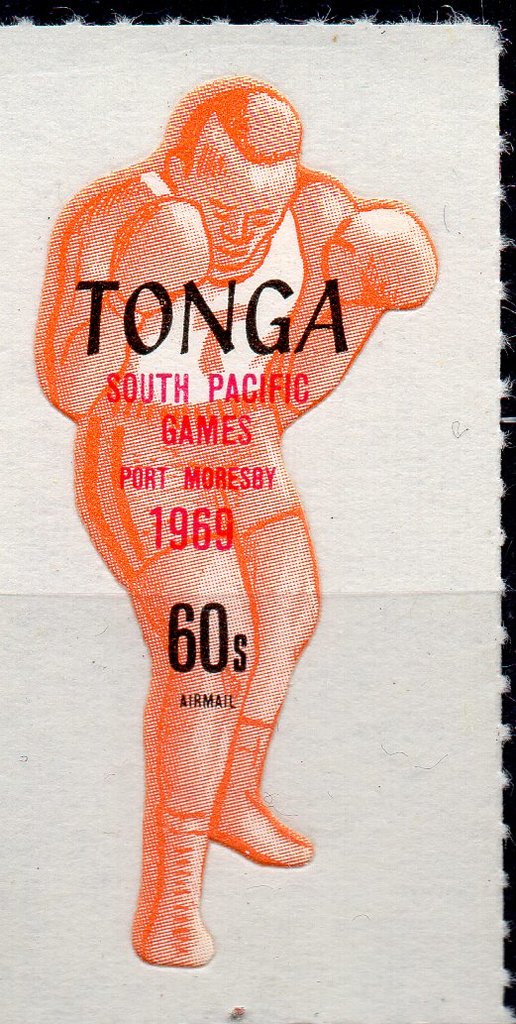 TONGA
SOUTH PACIFIC
GAMES
PORT MORESBY
1969
60s
AIRMAIL